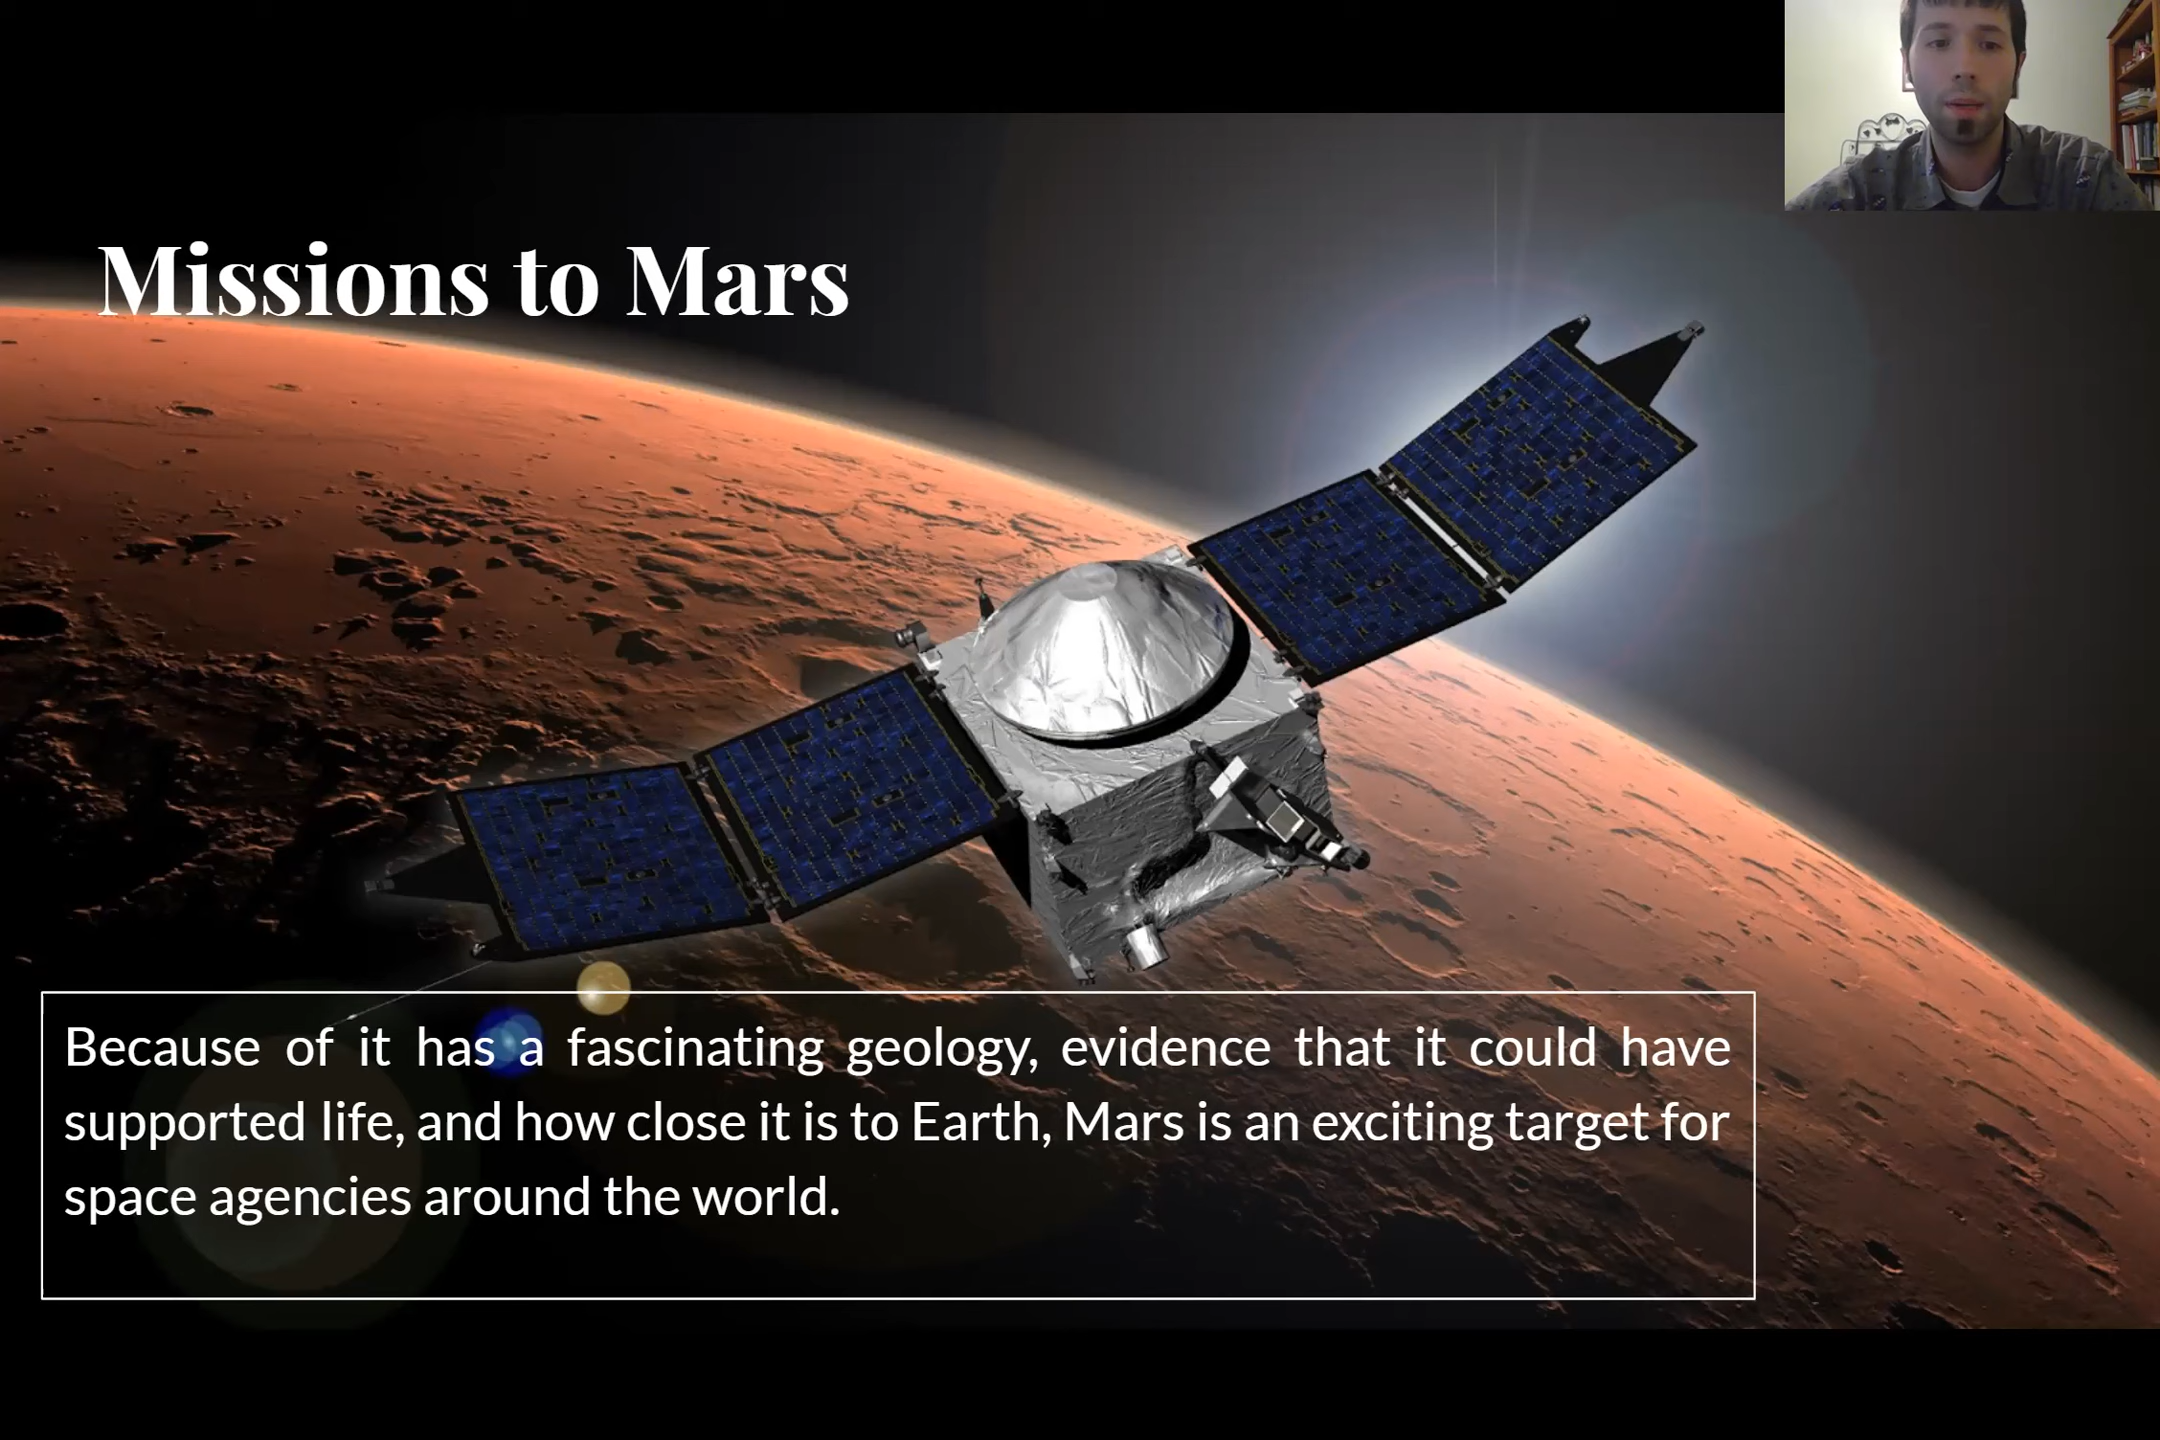 Missions to Mars
Because of it has a fascinating geology, evidence that it could have
supported life, and how close it is to Earth, Mars is an exciting target for
space agencies around the world.